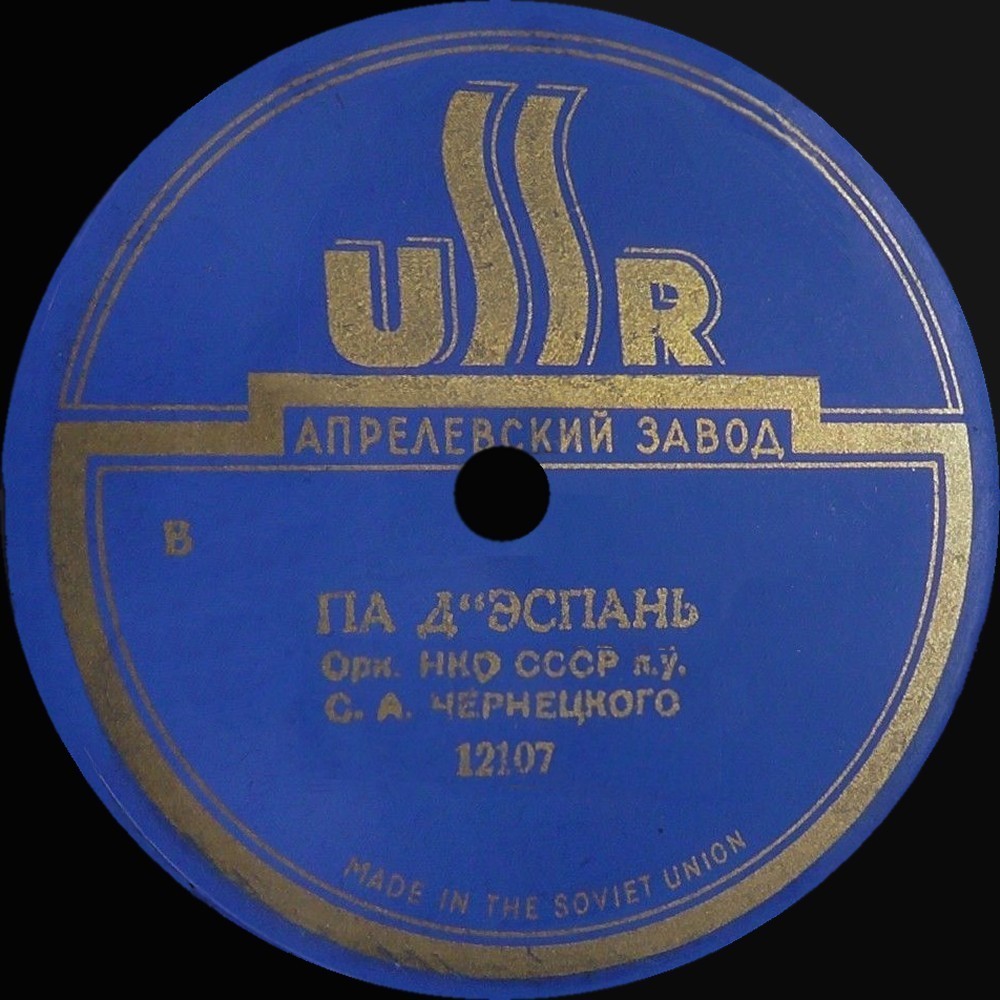 USSR
АПРЕЛЕВСКИЙ ЗАВОД
В
ПА Д“ЭСПАНЬ
Орк. НКО СССР п.у.
С. А. ЧЕРНЕЦКОГО
12107
MADE IN THE SOVIET UNION